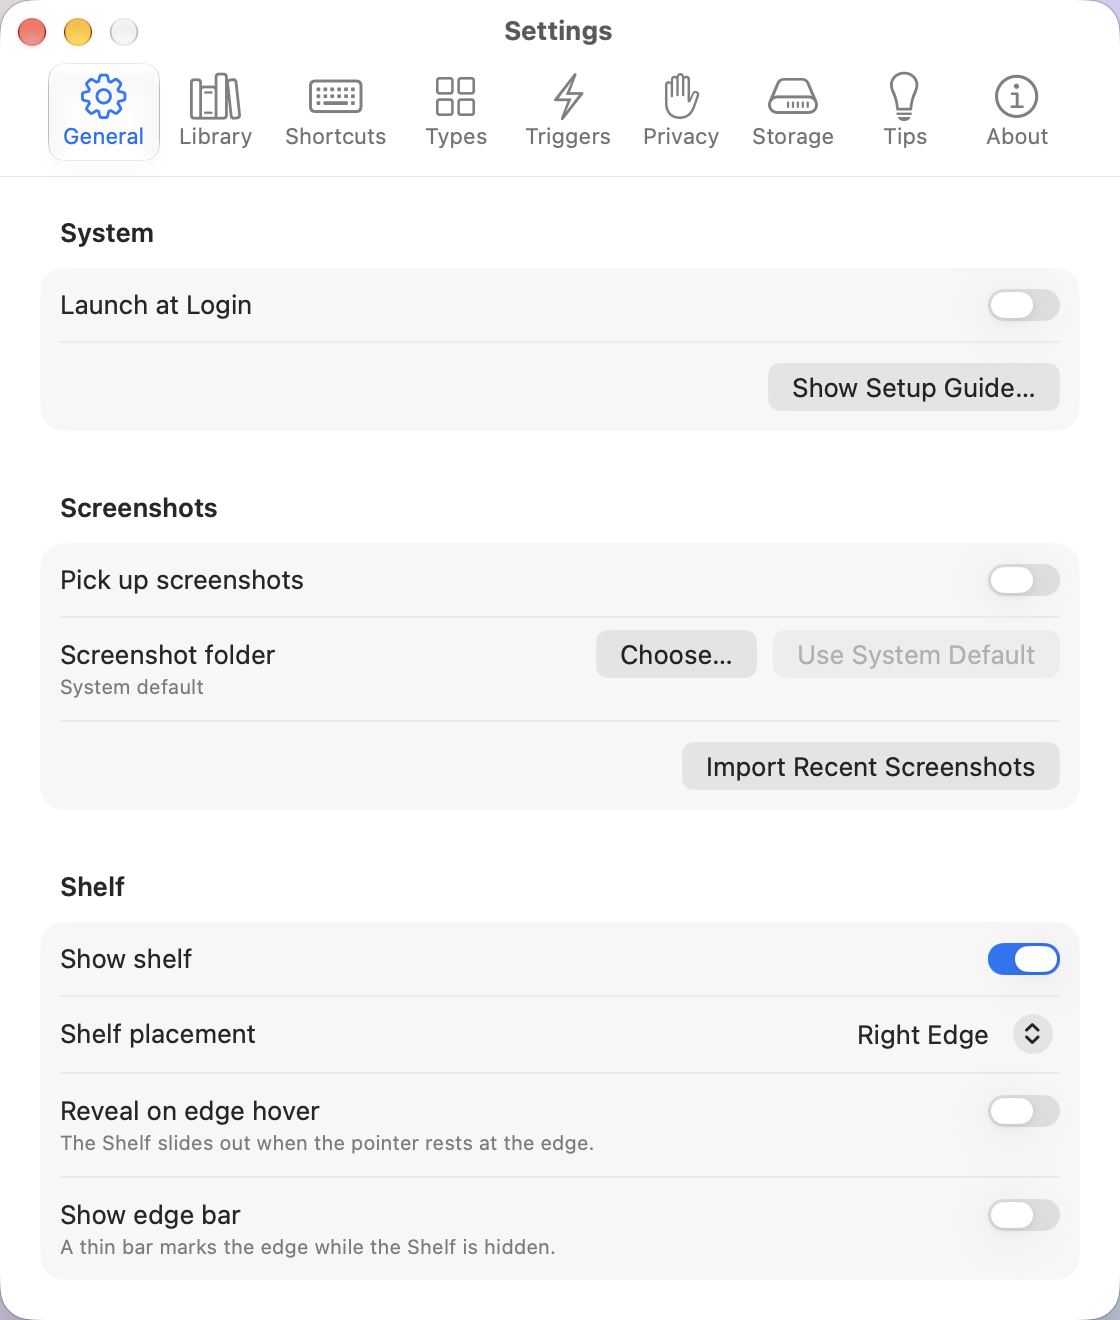 Settings
General
Library
Shortcuts
Types
Triggers
Privacy
Storage
Tips
About
System
Launch at Login
Show Setup Guide...
Screenshots
Pick up screenshots
Screenshot folder
Choose...
Use System Default
System default
Import Recent Screenshots
Shelf
Show shelf
Shelf placement
Right Edge
Reveal on edge hover
The Shelf slides out when the pointer rests at the edge.
Show edge bar
A thin bar marks the edge while the Shelf is hidden.